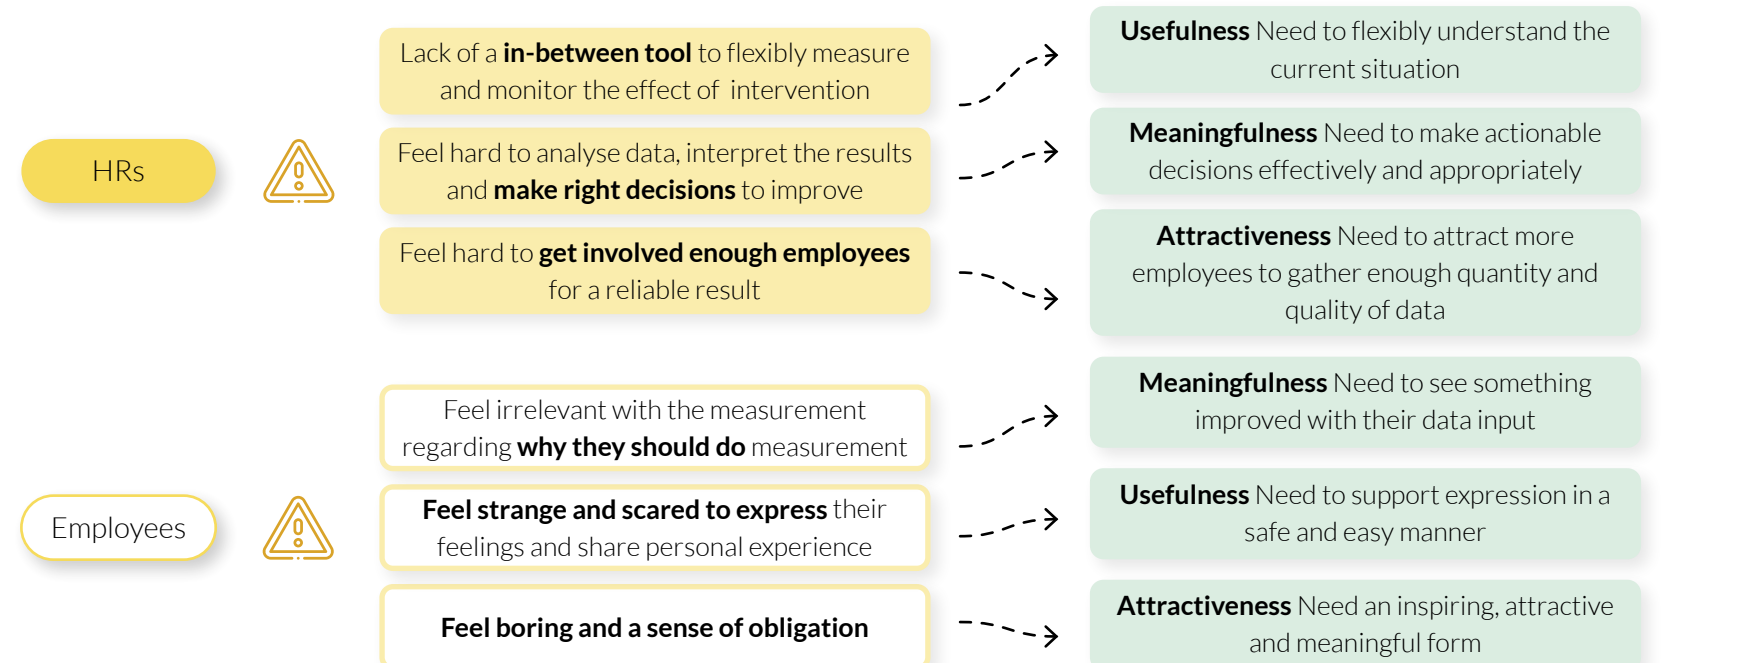 HRs
Lack of a in-between tool to flexibly measure
and monitor the effect of  intervention
Usefulness Need to flexibly understand the
current situation
Feel hard to analyse data, interpret the results
and make right decisions to improve
Meaningfulness Need to make actionable
decisions effectively and appropriately
Feel hard to get involved enough employees
for a reliable result
Attractiveness Need to attract more
employees to gather enough quantity and
quality of data
Employees
Feel irrelevant with the measurement
regarding why they should do measurement
Meaningfulness Need to see something
improved with their data input
Feel strange and scared to express their
feelings and share personal experience
Usefulness Need to support expression in a
safe and easy manner
Feel boring and a sense of obligation
Attractiveness Need an inspiring, attractive
and meaningful form